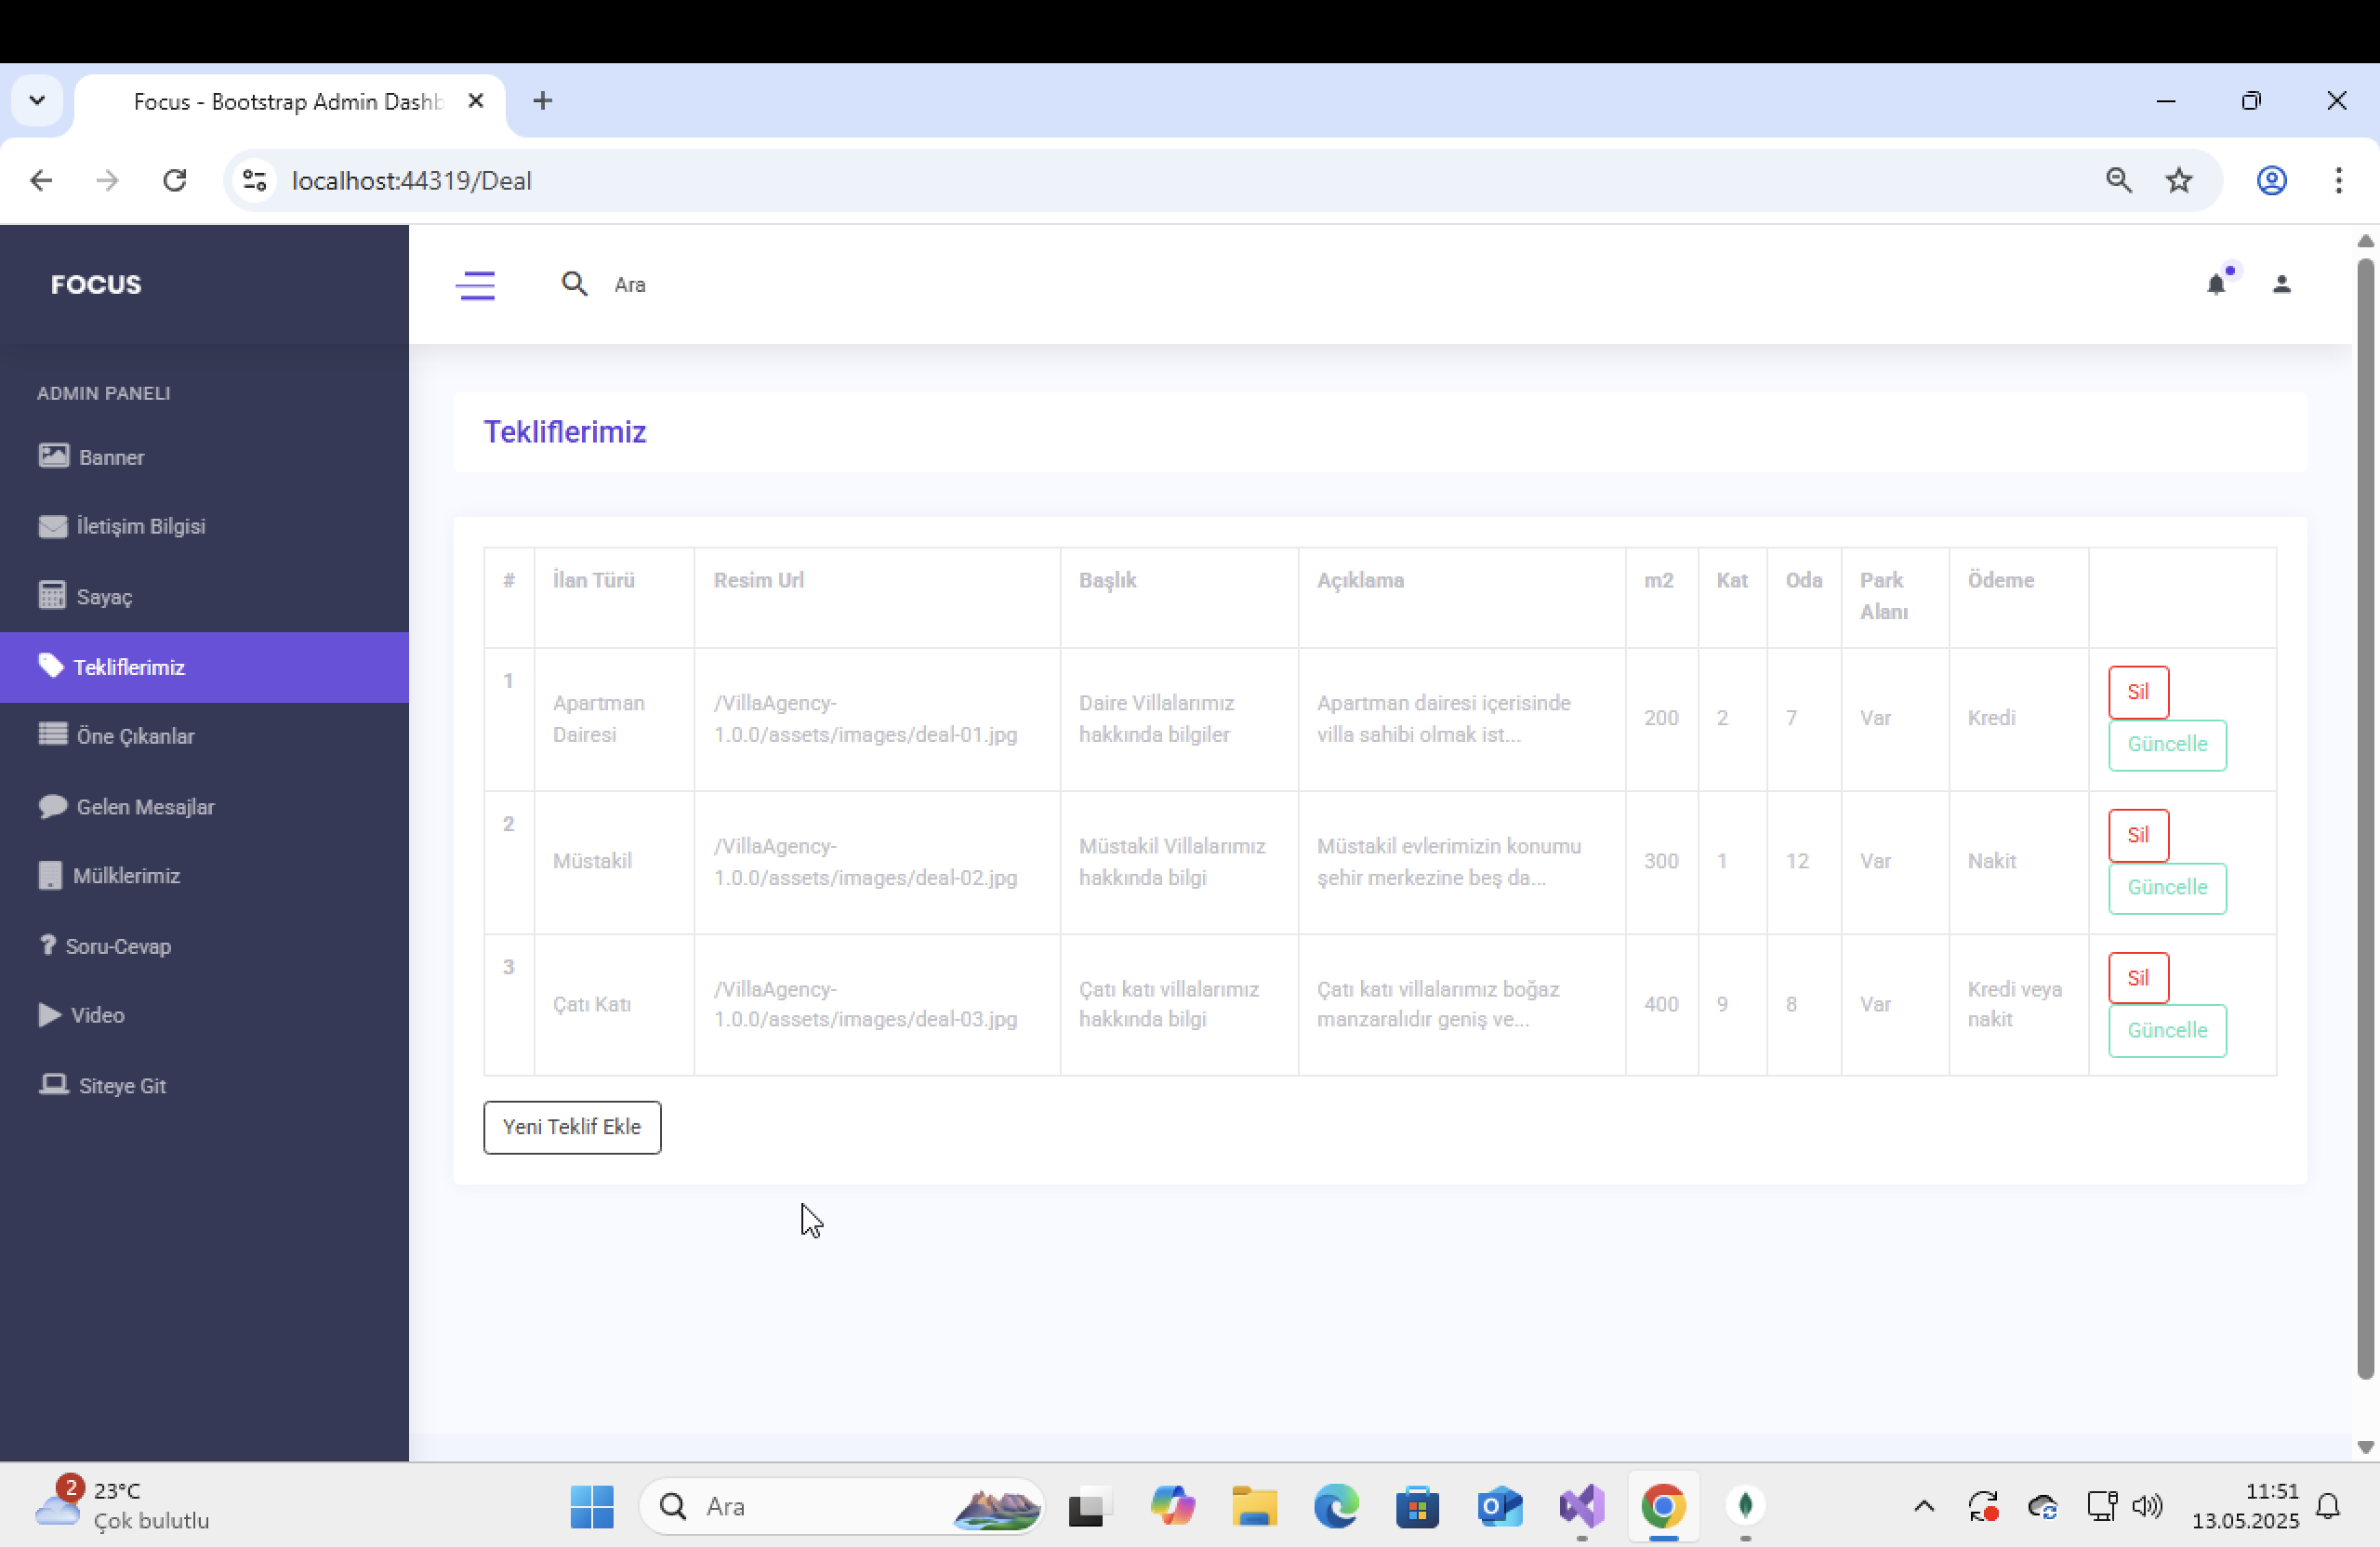 Focus - Bootstrap Admin Dashb
localhost:44319/Deal
FOCUS
Ara
ADMIN PANELI
Banner
İletişim Bilgisi
Sayaç
Tekliflerimiz
Öne Çıkanlar
Gelen Mesajlar
Mülklerimiz
? Soru-Cevap
Video
Siteye Git
Tekliflerimiz
# İlan Türü Resim Url Başlık Açıklama m2 Kat Oda Park Alanı Ödeme
1 Apartman Dairesi /VillaAgency-1.0.0/assets/images/deal-01.jpg Daire Villalarımız hakkında bilgiler Apartman dairesi içerisinde villa sahibi olmak ist... 200 2 7 Var Kredi Sil Güncelle
2 Müstakil /VillaAgency-1.0.0/assets/images/deal-02.jpg Müstakil Villalarımız hakkında bilgi Müstakil evlerimizin konumu şehir merkezine beş da... 300 1 12 Var Nakit Sil Güncelle
3 Çatı Katı /VillaAgency-1.0.0/assets/images/deal-03.jpg Çatı katı villalarımız hakkında bilgi Çatı katı villalarımız boğaz manzaralıdır geniş ve... 400 9 8 Var Kredi veya nakit Sil Güncelle
Yeni Teklif Ekle
2
23°C
Çok bulutlu
Ara
11:51
13.05.2025